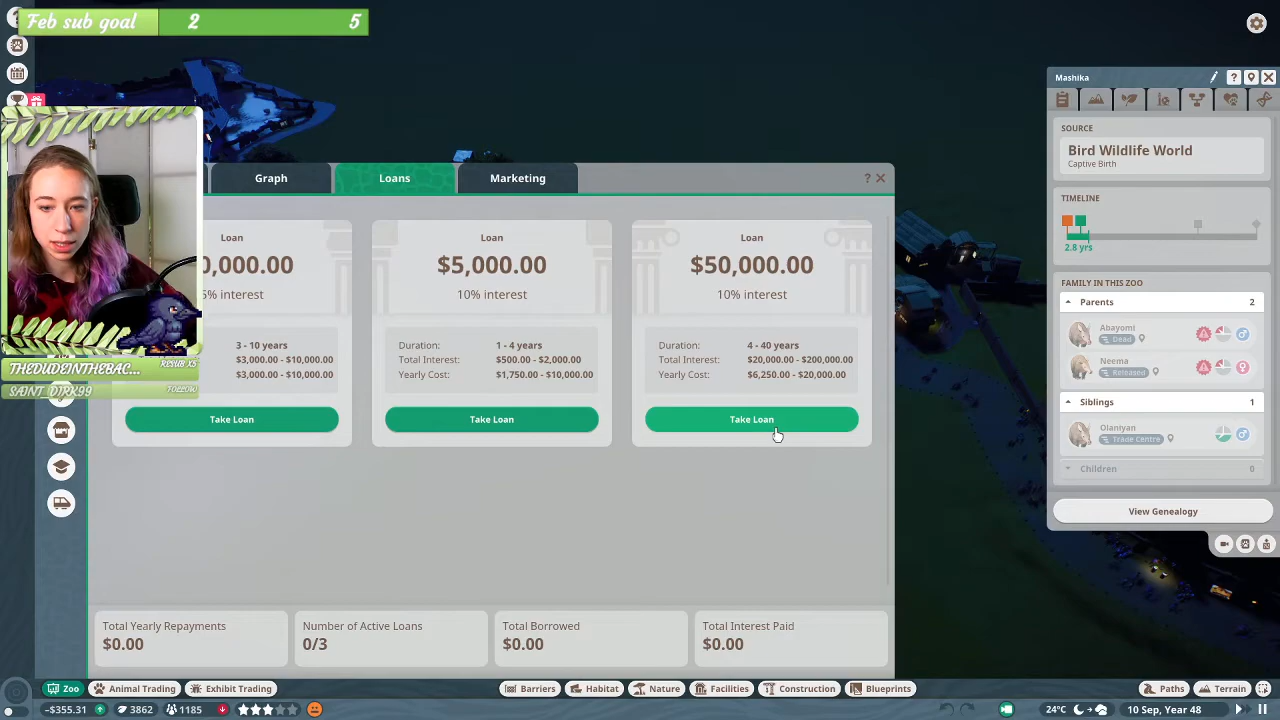 Feb sub goal 2 5
Graph Loans Marketing
?
Mashika
?
SOURCE
Bird Wildlife World
Captive Birth
TIMELINE
2.8 yrs
FAMILY IN THIS ZOO
Parents 2
Abayomi
Dead
Neema
Released
Siblings 1
Olaniyan
Trade Centre
Children 0
View Genealogy
Loan
0,000.00
% interest
3 - 10 years
$3,000.00 - $10,000.00
$3,000.00 - $10,000.00
Take Loan
Loan
$5,000.00
10% interest
Duration: 1 - 4 years
Total Interest: $500.00 - $2,000.00
Yearly Cost: $1,750.00 - $10,000.00
Take Loan
Loan
$50,000.00
10% interest
Duration: 4 - 40 years
Total Interest: $20,000.00 - $200,000.00
Yearly Cost: $6,250.00 - $20,000.00
Take Loan
THEDUDEINTHEBAC... RESUB X5
SAINT_DIRK99 FOLLOW
Total Yearly Repayments
$0.00
Number of Active Loans
0/3
Total Borrowed
$0.00
Total Interest Paid
$0.00
Zoo Animal Trading Exhibit Trading Barriers Habitat Nature Facilities Construction Blueprints Paths Terrain
-$355.31 3862 1185 24°C 10 Sep, Year 48